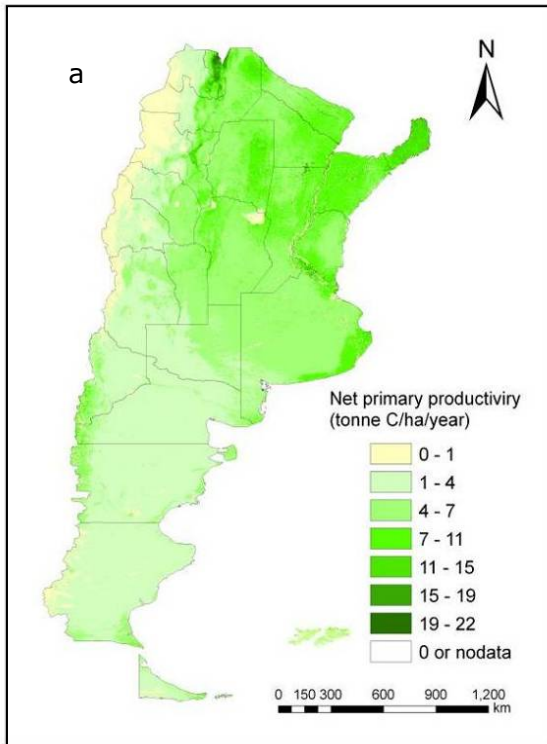 a
N
Net primary productiviry
(tonne C/ha/year)
0 - 1
1 - 4
4 - 7
7 - 11
11 - 15
15 - 19
19 - 22
0 or nodata
0 150 300 600 900 1,200
km